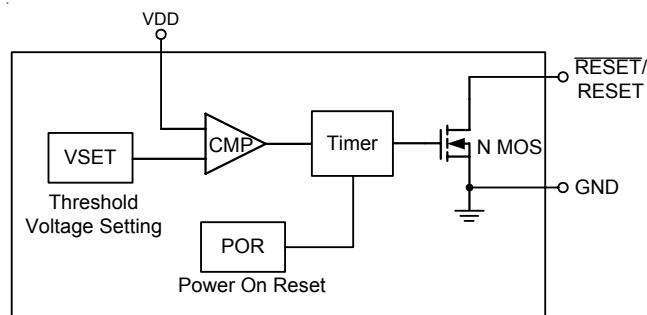 VDD
RESET/
RESET
CMP
Timer
VSET
N MOS
Threshold
Voltage Setting
GND
POR
Power On Reset